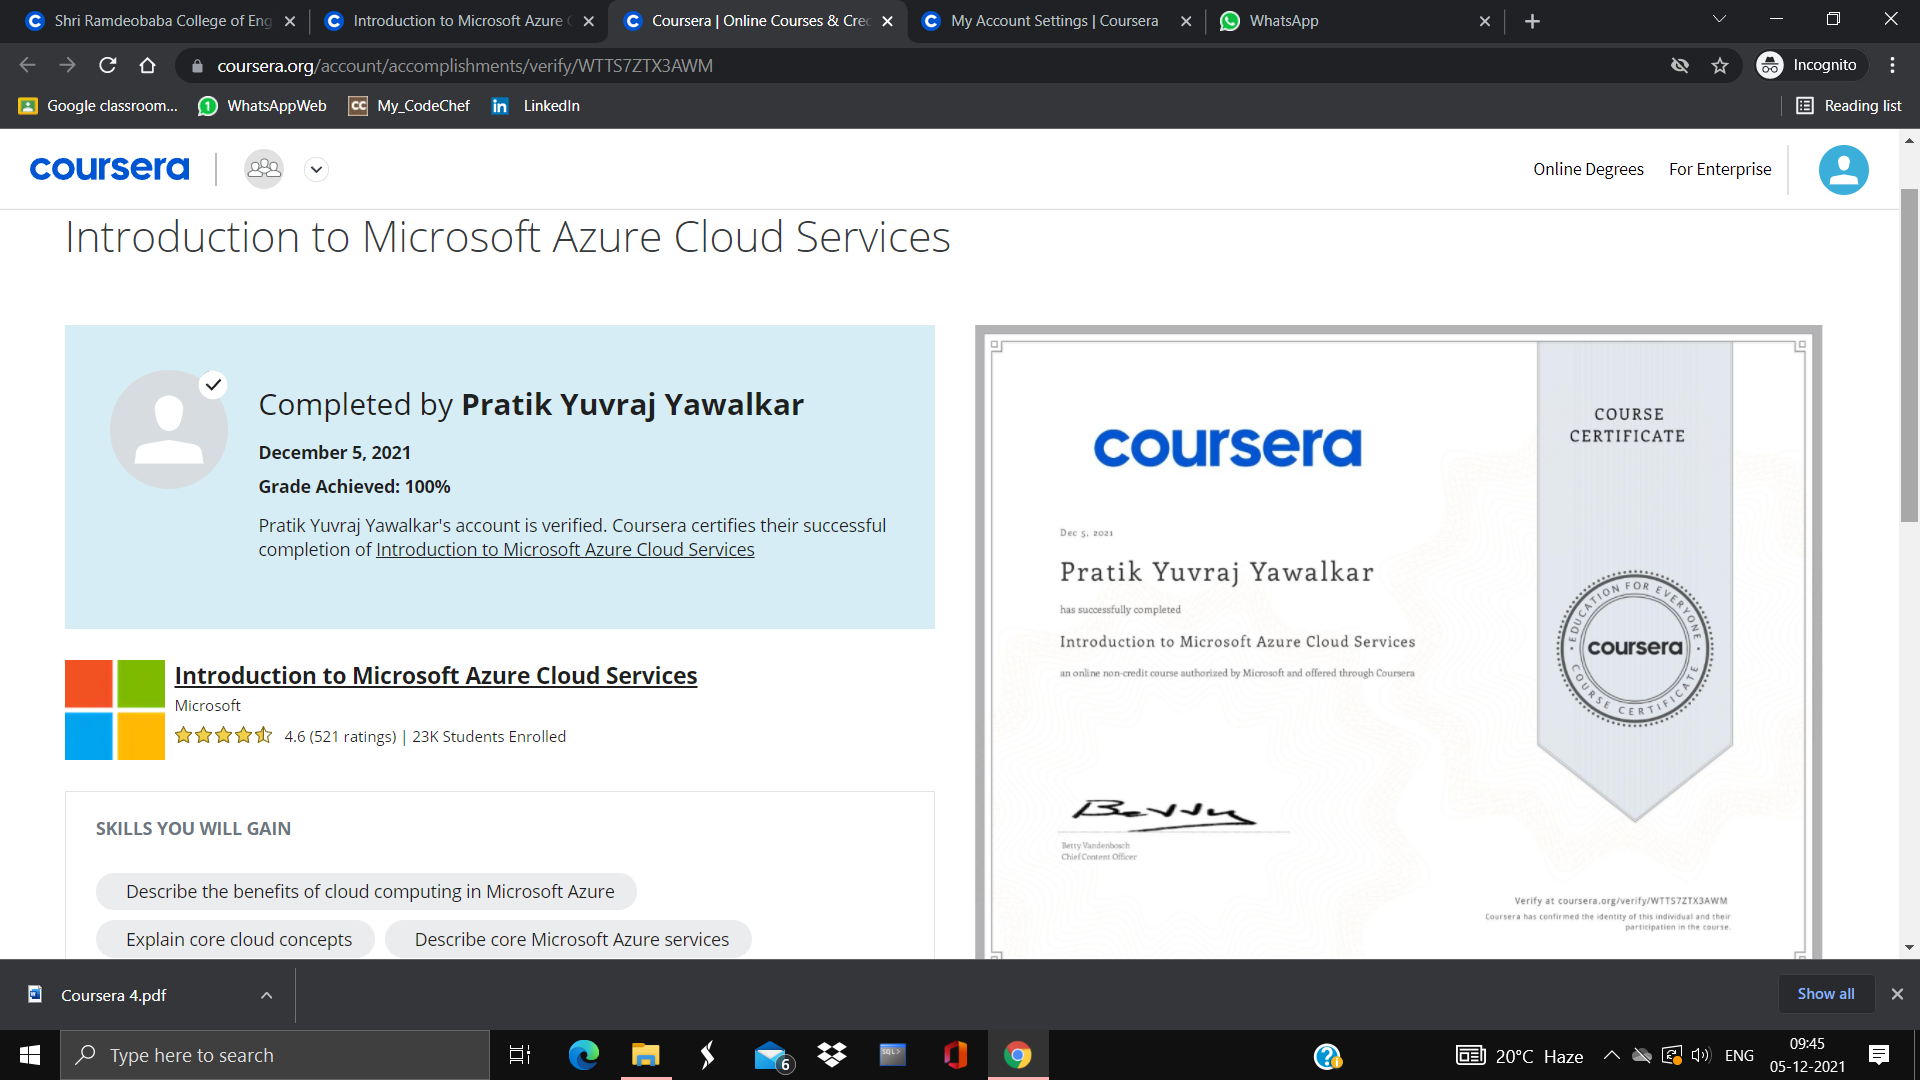 Shri Ramdeobaba College of Eng
Introduction to Microsoft Azure C
Coursera | Online Courses & Cred
My Account Settings | Coursera
WhatsApp
coursera.org/account/accomplishments/verify/WTTS7ZTX3AWM
Incognito
Google classroom...
1
WhatsAppWeb
CC
My_CodeChef
in
LinkedIn
Reading list
coursera
Online Degrees
For Enterprise
Introduction to Microsoft Azure Cloud Services
Completed by Pratik Yuvraj Yawalkar
December 5, 2021
Grade Achieved: 100%
Pratik Yuvraj Yawalkar's account is verified. Coursera certifies their successful
completion of Introduction to Microsoft Azure Cloud Services
Introduction to Microsoft Azure Cloud Services
Microsoft
4.6 (521 ratings) | 23K Students Enrolled
SKILLS YOU WILL GAIN
Describe the benefits of cloud computing in Microsoft Azure
Explain core cloud concepts
Describe core Microsoft Azure services
coursera
COURSE
CERTIFICATE
Dec 5, 2021
Pratik Yuvraj Yawalkar
has successfully completed
Introduction to Microsoft Azure Cloud Services
an online non-credit course authorized by Microsoft and offered through Coursera
EDUCATION FOR EVERYONE
coursera
COURSE CERTIFICATE
Betty
Betty Vandenbosch
Chief Content Officer
Verify at coursera.org/verify/WTTS7ZTX3AWM
Coursera has confirmed the identity of this individual and their
participation in the course.
Coursera 4.pdf
Show all
Type here to search
6
SQL>
20°C Haze
ENG
09:45
05-12-2021